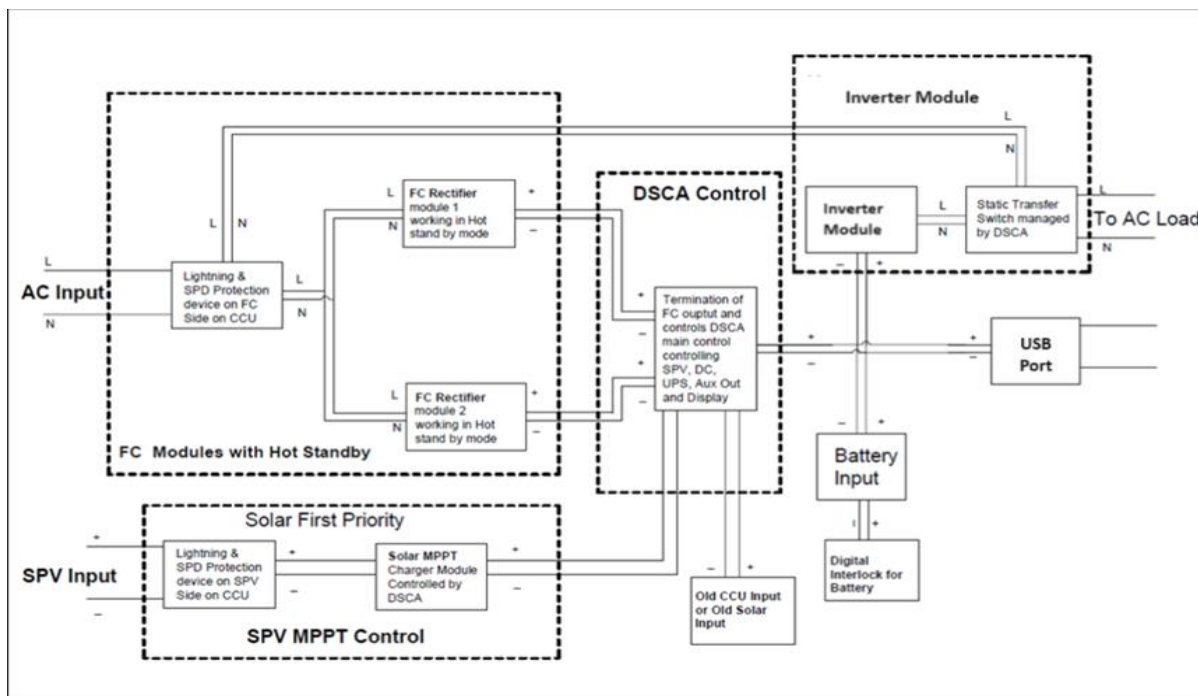 Inverter Module
L
N
DSCA Control
FC Rectifier
module 1
working in Hot
stand by mode
L
N
+
–
L
N
Inverter
Module
L
N
Static Transfer
Switch managed
by DSCA
L
To AC Load
N
–
+
L
AC Input
N
Lightning &
SPD Protection
device on FC
Side on CCU
L
N
+
–
+
–
Termination of
FC ouptut and
controls DSCA
main control
controlling
SPV, DC,
UPS, Aux Out
and Display
+
–
+
–
USB
Port
L
N
FC Rectifier
module 2
working in Hot
stand by mode
+
–
FC Modules with Hot Standby
–
+
Battery
Input
Solar First Priority
+
SPV Input
–
Lightning &
SPD Protection
device on SPV
Side on CCU
+
–
Solar MPPT
Charger Module
Controlled by
DSCA
+
–
SPV MPPT Control
–
+
Old CCU Input
or Old Solar
Input
I
+
Digital
Interlock for
Battery